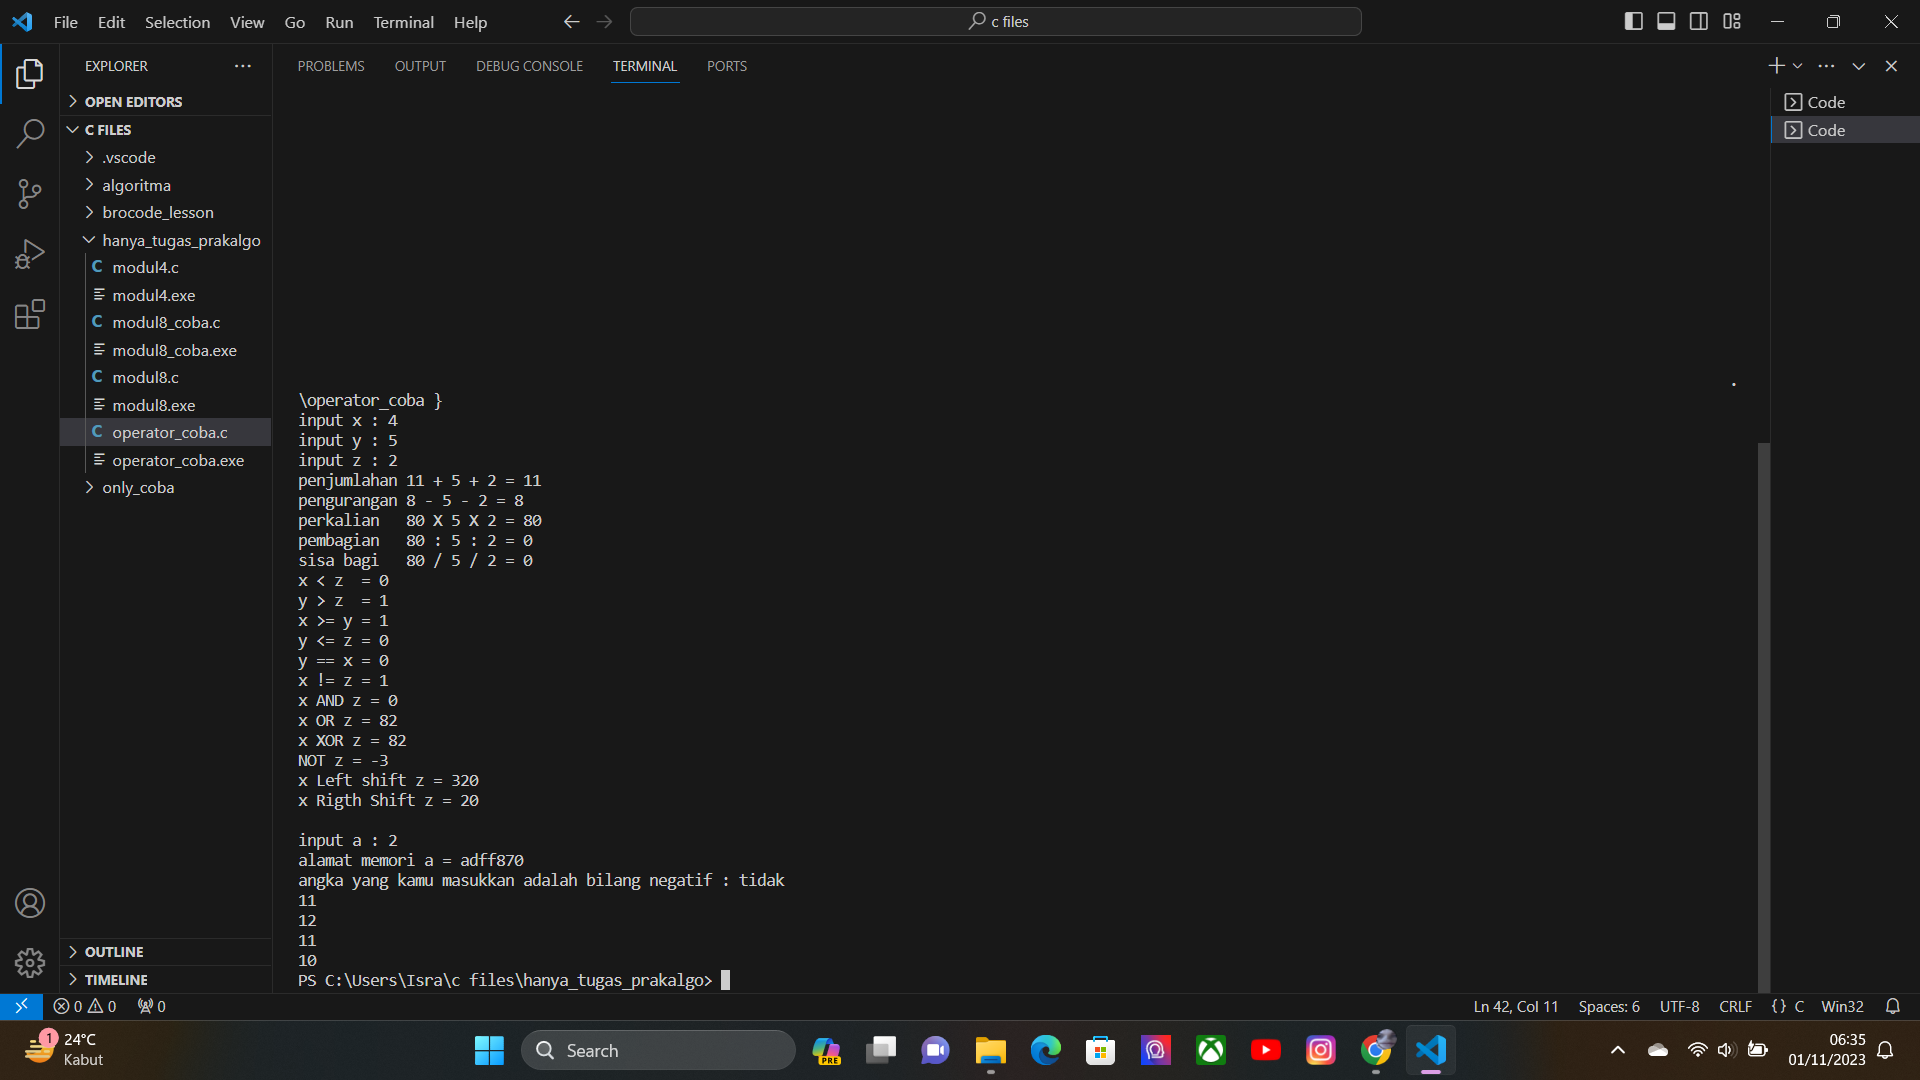 File Edit Selection View Go Run Terminal Help
c files
EXPLORER
OPEN EDITORS
C FILES
.vscode
algoritma
brocode_lesson
hanya_tugas_prakalgo
C modul4.c
modul4.exe
C modul8_coba.c
modul8_coba.exe
C modul8.c
modul8.exe
C operator_coba.c
operator_coba.exe
only_coba
OUTLINE
TIMELINE
PROBLEMS OUTPUT DEBUG CONSOLE TERMINAL PORTS
Code
Code
\operator_coba }
input x : 4
input y : 5
input z : 2
penjumlahan 11 + 5 + 2 = 11
pengurangan 8 - 5 - 2 = 8
perkalian   80 X 5 X 2 = 80
pembagian   80 : 5 : 2 = 0
sisa bagi   80 / 5 / 2 = 0
x < z  = 0
y > z  = 1
x >= y = 1
y <= z = 0
y == x = 0
x != z = 1
x AND z = 0
x OR z = 82
x XOR z = 82
NOT z = -3
x Left shift z = 320
x Rigth Shift z = 20
input a : 2
alamat memori a = adff870
angka yang kamu masukkan adalah bilang negatif : tidak
11
12
11
10
PS C:\Users\Isra\c files\hanya_tugas_prakalgo>
0 0 0
Ln 42, Col 11 Spaces: 6 UTF-8 CRLF {} C Win32
1
24°C
Kabut
Search
PRE
06:35
01/11/2023